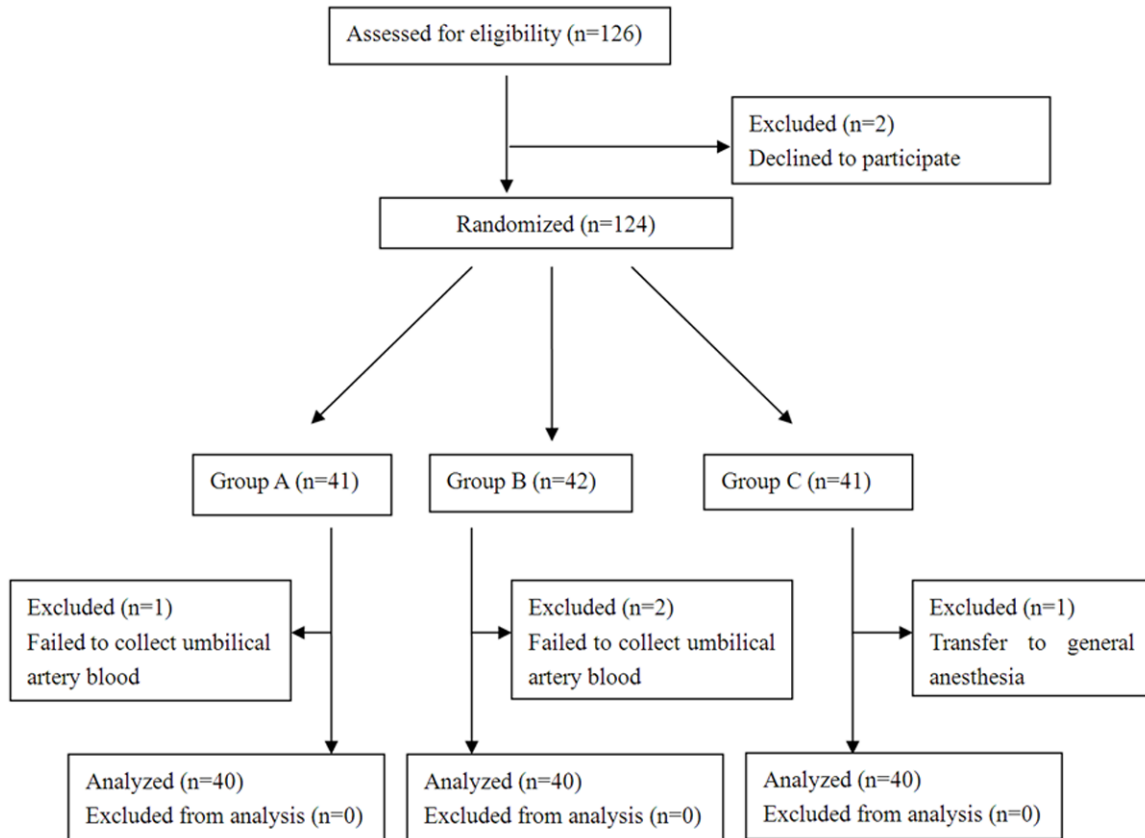 Assessed for eligibility (n=126)
Excluded (n=2)
Declined to participate
Randomized (n=124)
Group A (n=41)
Group B (n=42)
Group C (n=41)
Excluded (n=1)
Failed to collect umbilical
artery blood
Excluded (n=2)
Failed to collect umbilical
artery blood
Excluded (n=1)
Transfer to general
anesthesia
Analyzed (n=40)
Excluded from analysis (n=0)
Analyzed (n=40)
Excluded from analysis (n=0)
Analyzed (n=40)
Excluded from analysis (n=0)